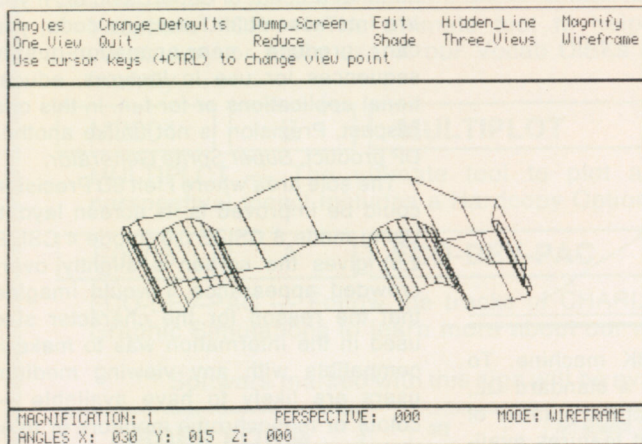 Angles Change_Defaults Dump_Screen Edit Hidden_Line Magnify
One_View Quit Reduce Shade Three_Views Wireframe
Use cursor keys (+CTRL) to change view point
MAGNIFICATION: 1 PERSPECTIVE: 000 MODE: WIREFRAME
ANGLES X: 030 Y: 015 Z: 000